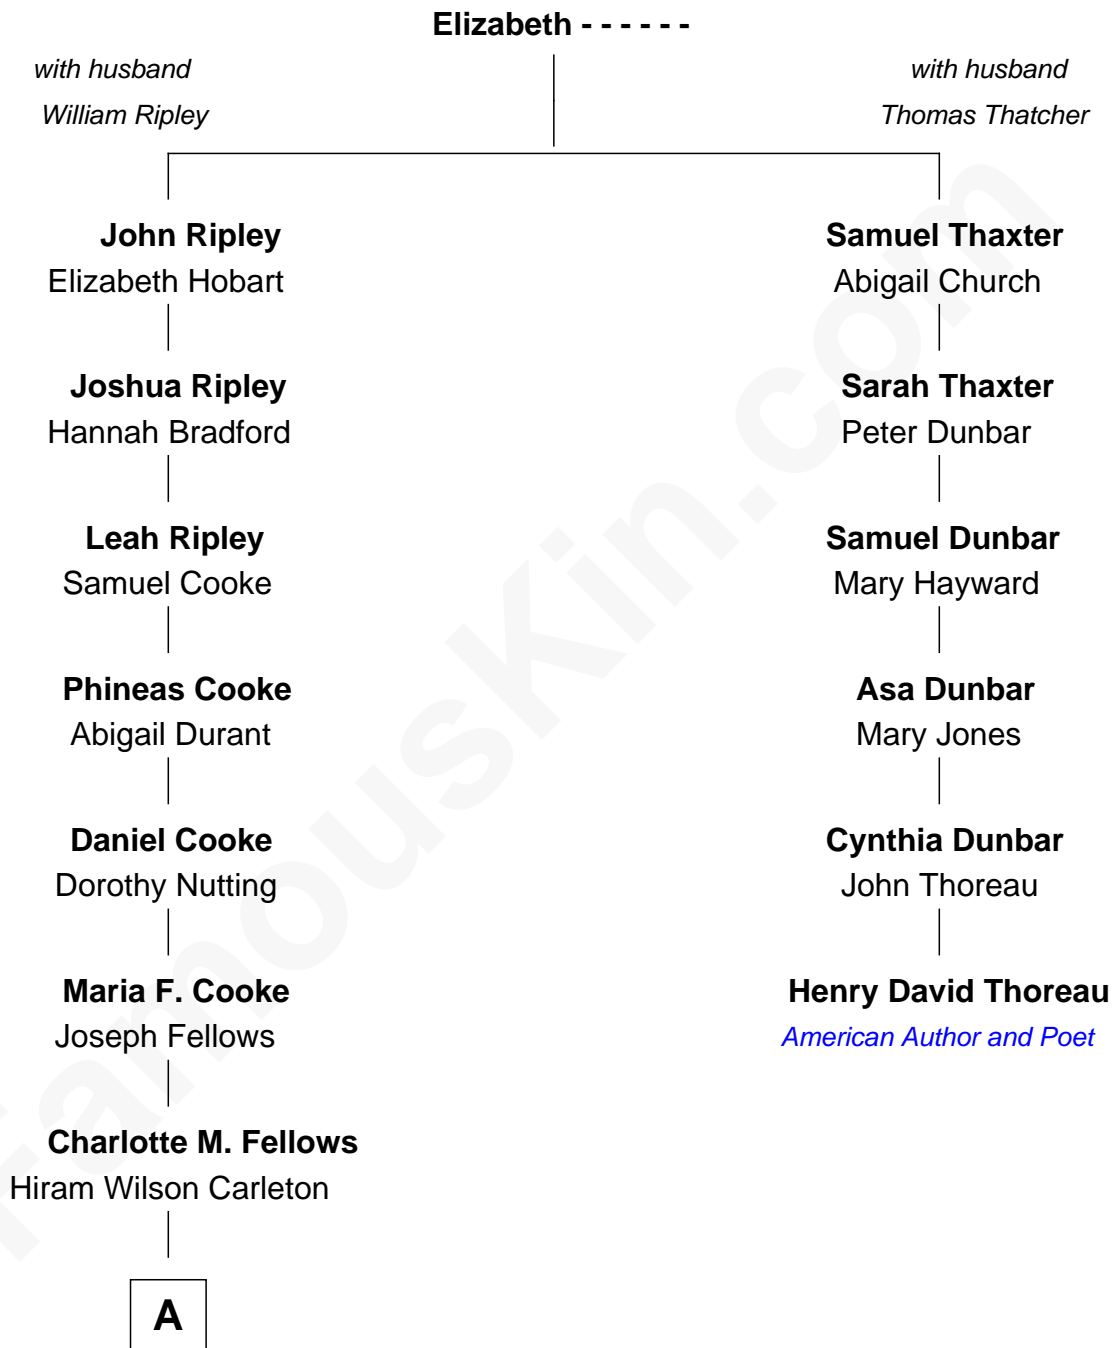 Elizabeth - - - - - -
with husband
William Ripley
with husband
Thomas Thatcher
John Ripley
Elizabeth Hobart
Samuel Thaxter
Abigail Church
Joshua Ripley
Hannah Bradford
Sarah Thaxter
Peter Dunbar
Leah Ripley
Samuel Cooke
Samuel Dunbar
Mary Hayward
Phineas Cooke
Abigail Durant
Asa Dunbar
Mary Jones
Daniel Cooke
Dorothy Nutting
Cynthia Dunbar
John Thoreau
Maria F. Cooke
Joseph Fellows
Henry David Thoreau
American Author and Poet
Charlotte M. Fellows
Hiram Wilson Carleton
A
FamousKin.com